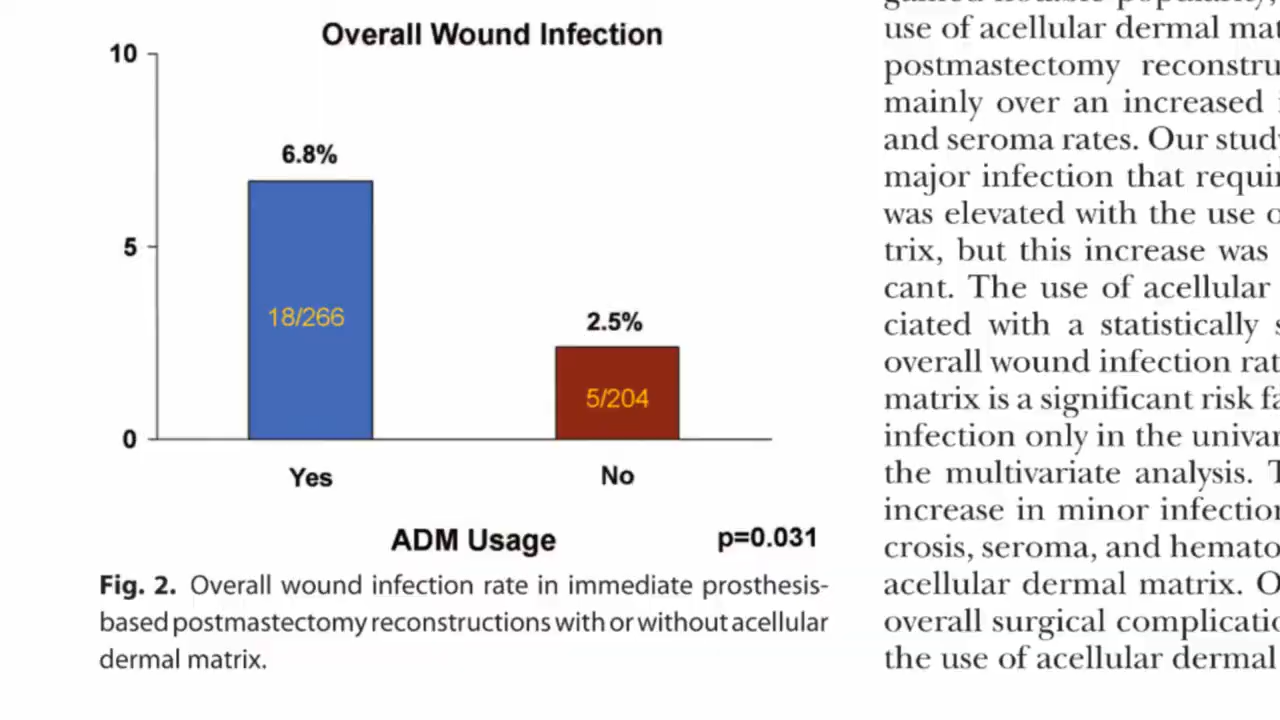 Overall Wound Infection
10
6.8%
5
2.5%
18/266
5/204
0
Yes
No
ADM Usage
p=0.031
Fig. 2. Overall wound infection rate in immediate prosthesis-
based postmastectomy reconstructions with or without acellular
dermal matrix.
use of acellular dermal mat
postmastectomy reconstru
mainly over an increased
and seroma rates. Our study
major infection that requi
was elevated with the use o
trix, but this increase was
cant. The use of acellular
ciated with a statistically s
overall wound infection rat
matrix is a significant risk fa
infection only in the univar
the multivariate analysis. T
increase in minor infection
crosis, seroma, and hemato
acellular dermal matrix. O
overall surgical complicatio
the use of acellular dermal